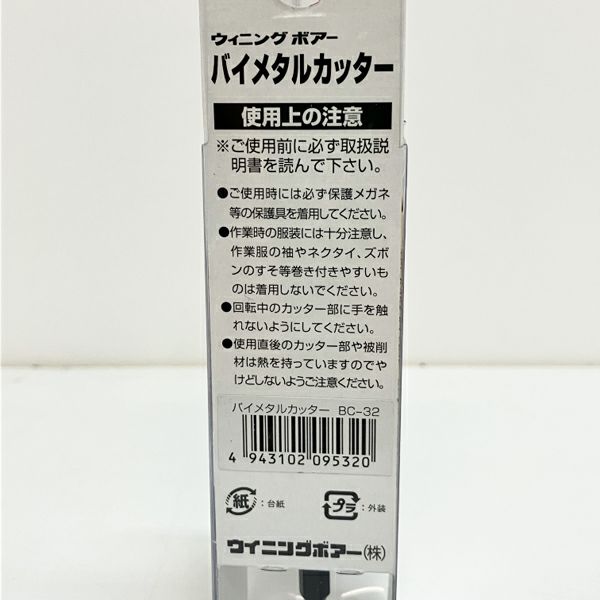 ウィニング ボアー
バイメタルカッター
使用上の注意
※ご使用前に必ず取扱説
明書を読んで下さい。
●ご使用時には必ず保護メガネ
等の保護具を着用してください。
●作業時の服装には十分注意し、
作業服の袖やネクタイ、ズボ
ンのすそ等巻き付きやすいも
のは着用しないでください。
●回転中のカッター部に手を触
れないようにしてください。
●使用直後のカッター部や被削
材は熱を持っていますのでや
けどしないようご注意ください。
バイメタルカッター BC-32
4 943102 095320
紙:台紙
プラ:外装
ウイニングボアー(株)